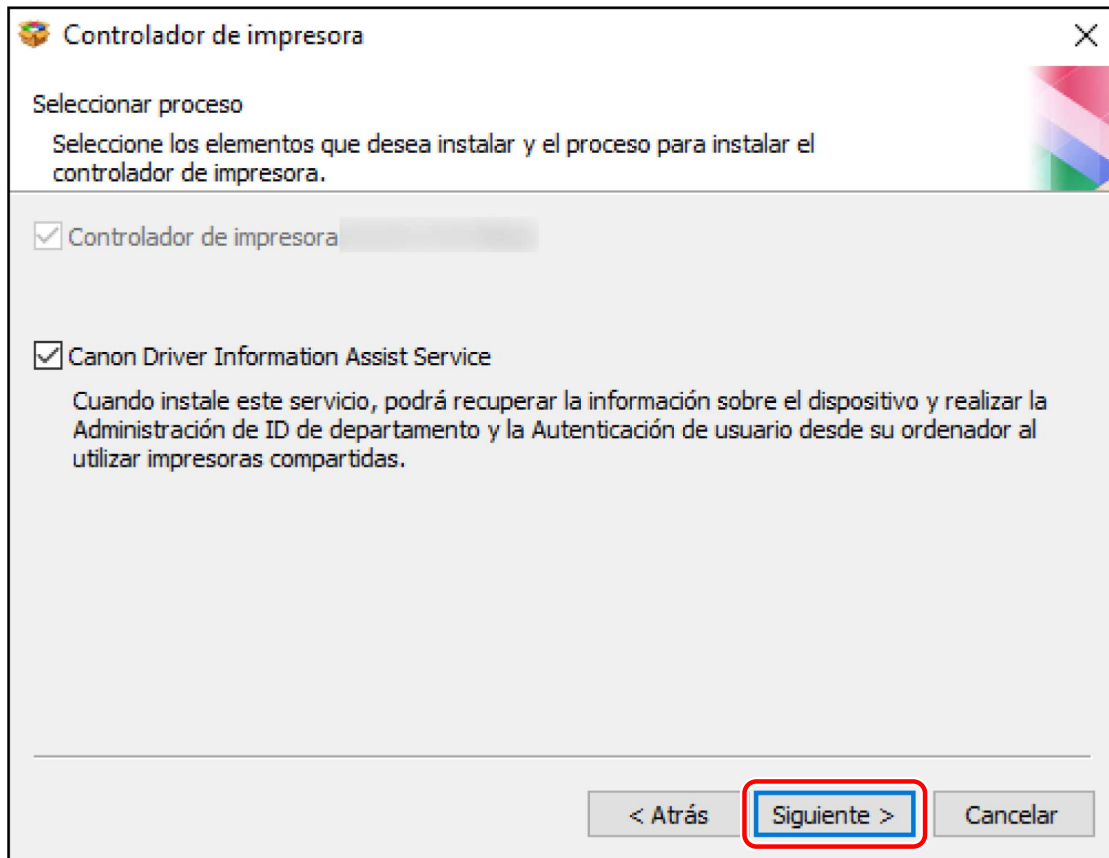 Controlador de impresora
Seleccionar proceso
Seleccione los elementos que desea instalar y el proceso para instalar el
controlador de impresora.
Controlador de impresora
Canon Driver Information Assist Service
Cuando instale este servicio, podrá recuperar la información sobre el dispositivo y realizar la
Administración de ID de departamento y la Autenticación de usuario desde su ordenador al
utilizar impresoras compartidas.
< Atrás
Siguiente >
Cancelar